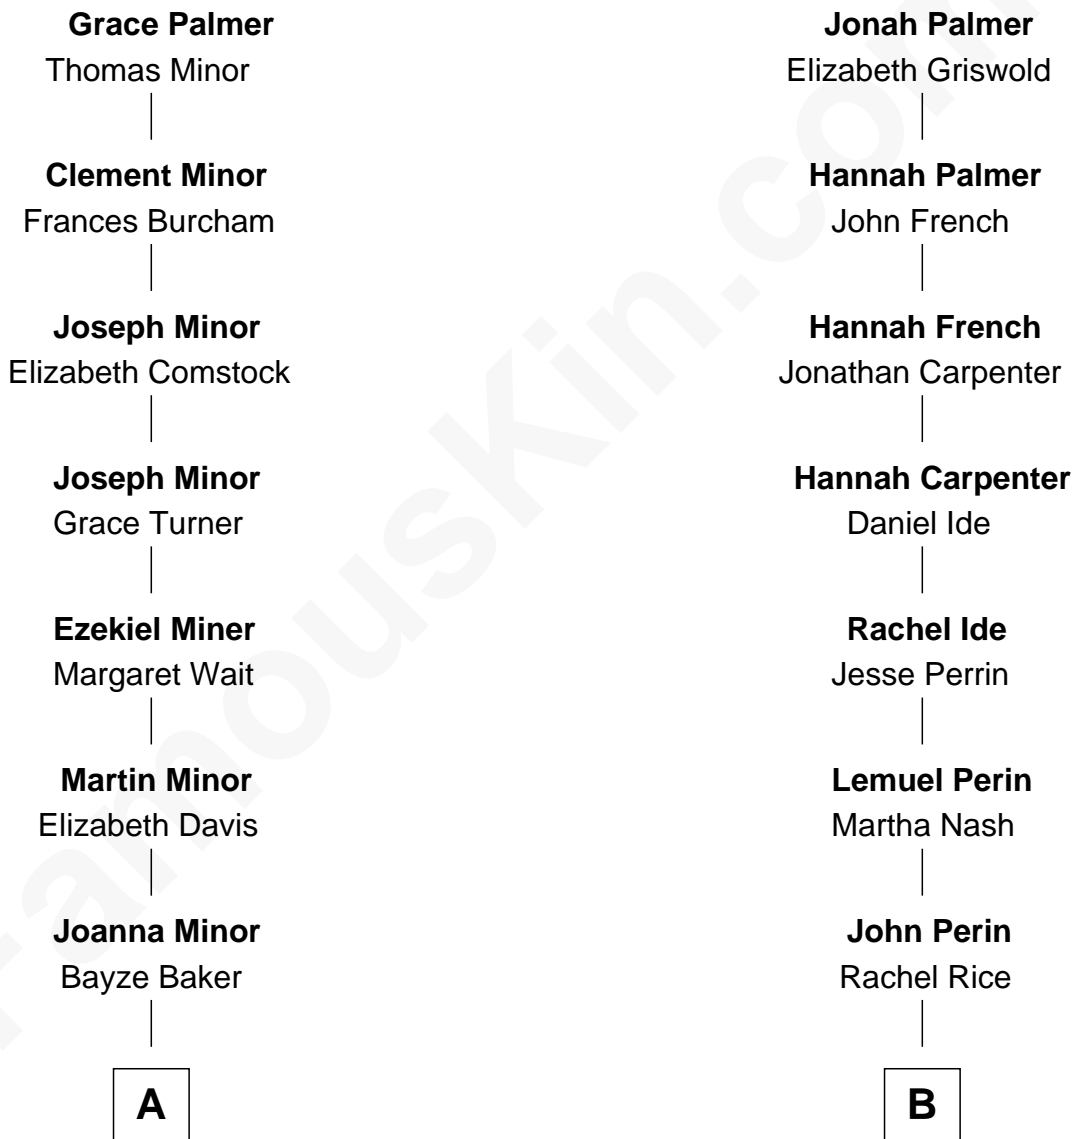 Grace Palmer
Thomas Minor
Clement Minor
Frances Burcham
Joseph Minor
Elizabeth Comstock
Joseph Minor
Grace Turner
Ezekiel Miner
Margaret Wait
Martin Minor
Elizabeth Davis
Joanna Minor
Bayze Baker
A
Jonah Palmer
Elizabeth Griswold
Hannah Palmer
John French
Hannah French
Jonathan Carpenter
Hannah Carpenter
Daniel Ide
Rachel Ide
Jesse Perrin
Lemuel Perin
Martha Nash
John Perin
Rachel Rice
B
FamousKin.com